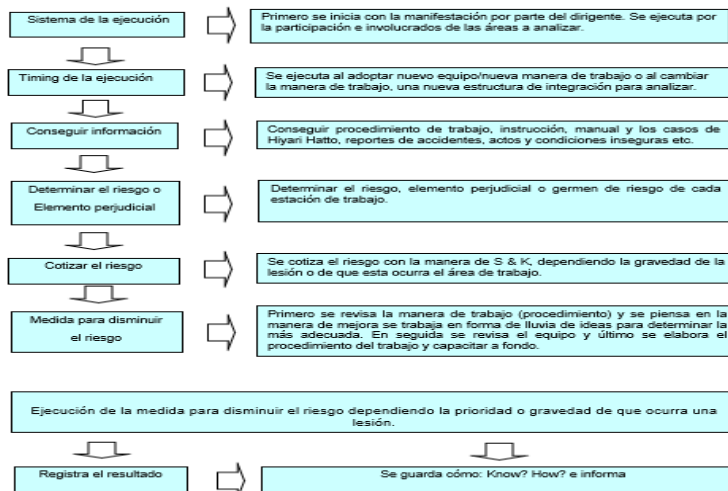 Sistema de la ejecución
Primero se inicia con la manifestación por parte del dirigente. Se ejecuta por
la participación e involucrados de las áreas a analizar.
Timing de la ejecución
Se ejecuta al adoptar nuevo equipo/nueva manera de trabajo o al cambiar
la manera de trabajo, una nueva estructura de integración para analizar.
Conseguir información
Conseguir procedimiento de trabajo, instrucción, manual y los casos de
Hiyari Hatto, reportes de accidentes, actos y condiciones inseguras etc.
Determinar el riesgo o
Elemento perjudicial
Determinar el riesgo, elemento perjudicial o germen de riesgo de cada
estación de trabajo.
Cotizar el riesgo
Se cotiza el riesgo con la manera de S & K, dependiendo la gravedad de la
lesión o de que esta ocurra el área de trabajo.
Medida para disminuir
el riesgo
Primero se revisa la manera de trabajo (procedimiento) y se piensa en la
manera de mejora se trabaja en forma de lluvia de ideas para determinar la
más adecuada. En seguida se revisa el equipo y último se elabora el
procedimiento del trabajo y capacitar a fondo.
Ejecución de la medida para disminuir el riesgo dependiendo la prioridad o gravedad de que ocurra una
lesión.
Registra el resultado
Se guarda cómo: Know? How? e informa